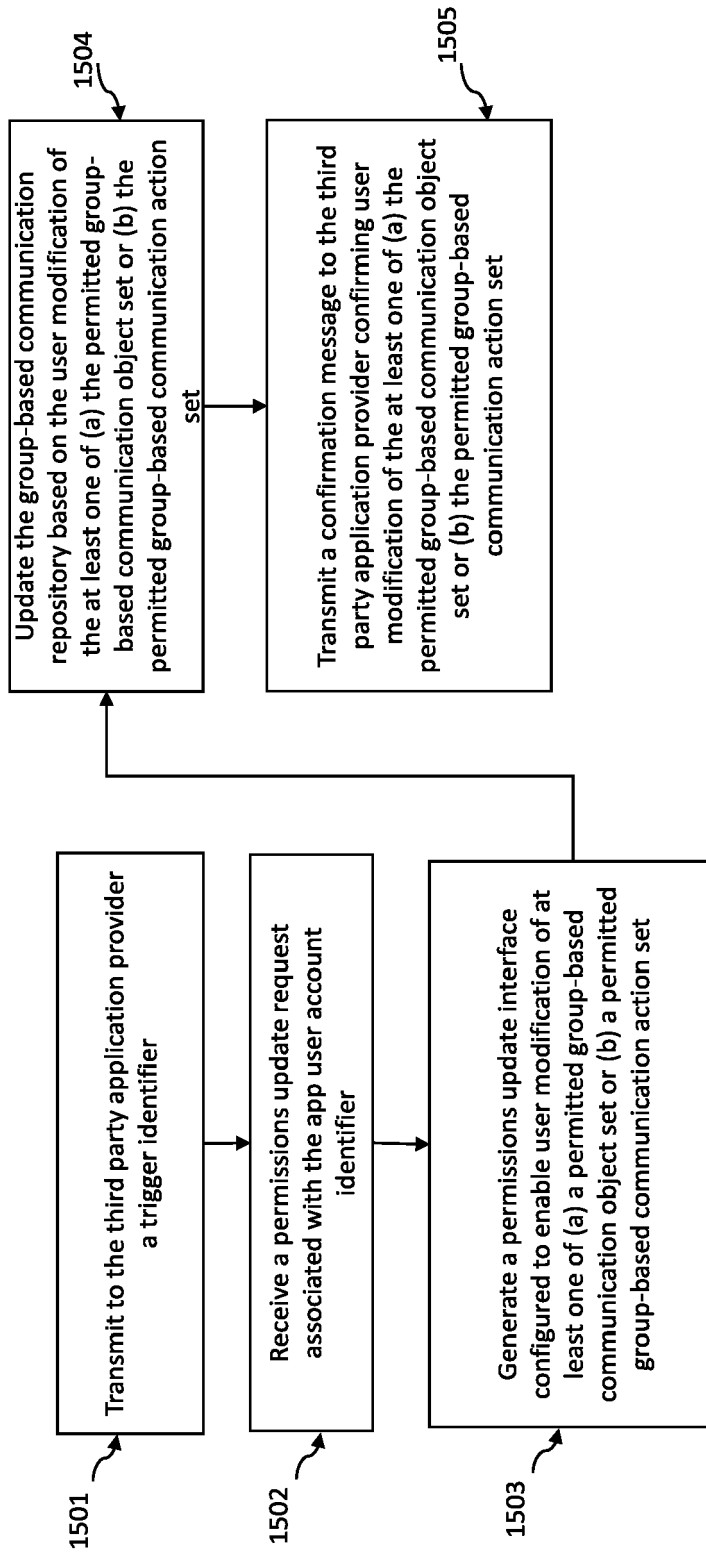 1501
Transmit to the third party application provider
a trigger identifier
1502
Receive a permissions update request
associated with the app user account
identifier
1503
Generate a permissions update interface
configured to enable user modification of at
least one of (a) a permitted group-based
communication object set or (b) a permitted
group-based communication action set
1504
Update the group-based communication
repository based on the user modification of
the at least one of (a) the permitted group-
based communication object set or (b) the
permitted group-based communication action
set
1505
Transmit a confirmation message to the third
party application provider confirming user
modification of the at least one of (a) the
permitted group-based communication object
set or (b) the permitted group-based
communication action set